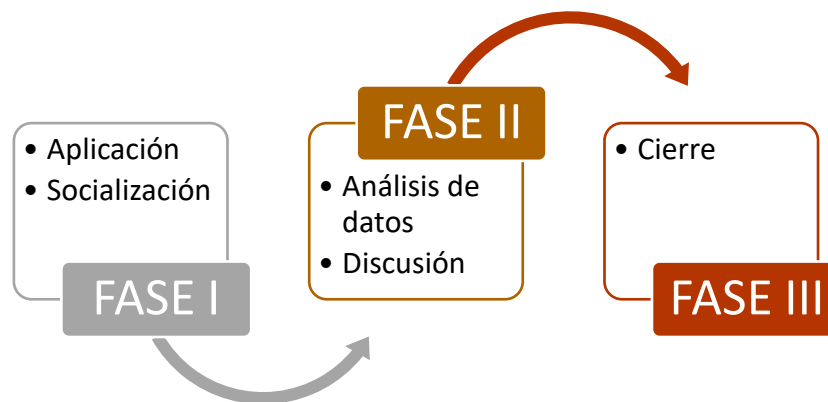 • Aplicación
• Socialización
FASE I
FASE II
• Análisis de
datos
• Discusión
• Cierre
FASE III